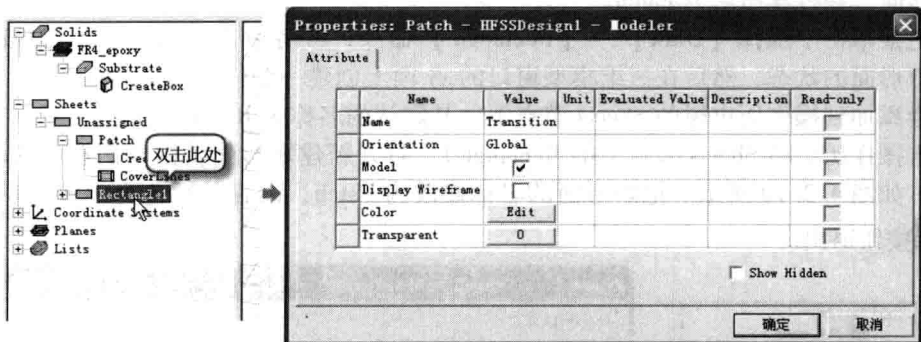 Solids
FR4_epoxy
Substrate
CreateBox
Sheets
Unassigned
Patch
Cre
双击此处
CoverLines
Rectangle1
Coordinate Systems
Planes
Lists
Properties: Patch - HFSSDesign1 - Modeler
Attribute
Name Value Unit Evaluated Value Description Read-only
Name Transition
Orientation Global
Model
Display Wireframe
Color Edit
Transparent 0
Show Hidden
确定 取消